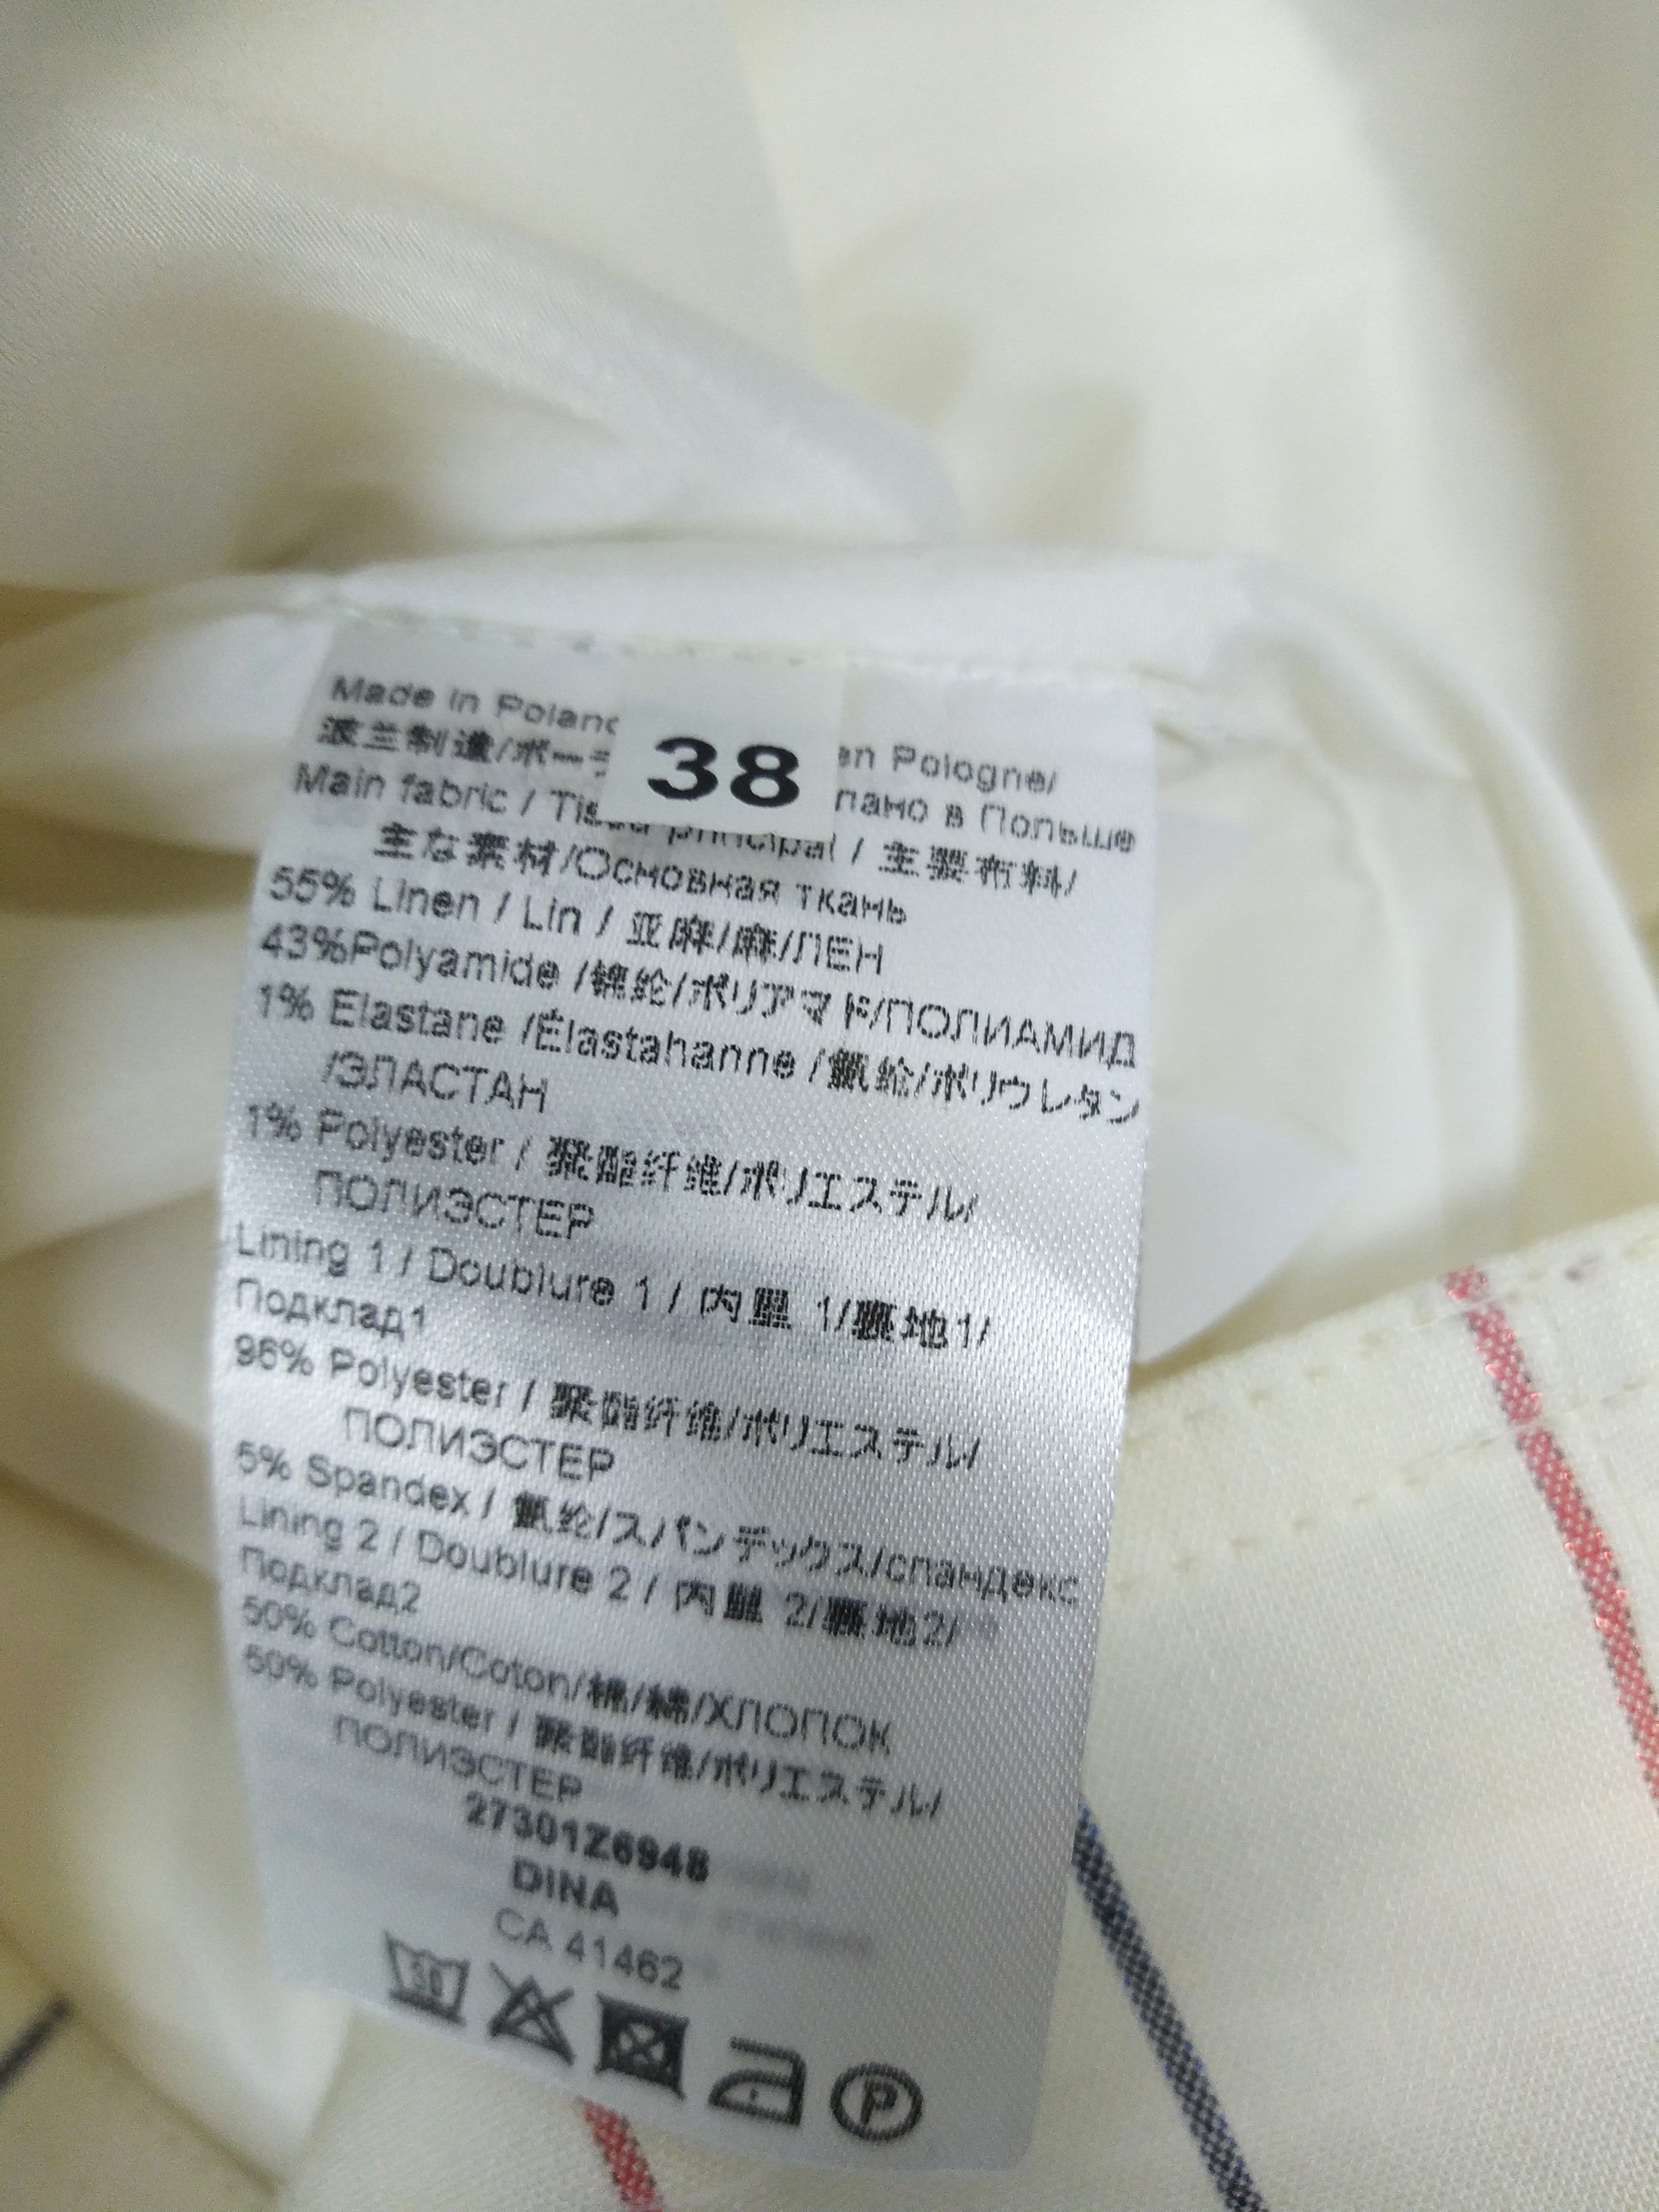 Made in Poland
38
en Pologne/
波兰制造/ポーラ
лано в Польше
Main fabric / Tissu principal / 主要布料/
主な素材/Основная ткань
55% Linen / Lin / 亚麻/麻/ЛЕН
43%Polyamide /锦纶/ポリアマド/ПОЛИАМИД
1% Elastane /Élastahanne /氨纶/ポリウレタン
/ЭЛАСТАН
1% Polyester / 聚酯纤维/ポリエステル/
ПОЛИЭСТЕР
Lining 1 / Doublure 1 / 内里 1/裏地1/
Подклад1
96% Polyester / 聚酯纤维/ポリエステル/
ПОЛИЭСТЕР
5% Spandex / 氨纶/スパンデックス/спандекс
Lining 2 / Doublure 2 / 内里 2/裏地2/
Подклад2
50% Cotton/Coton/棉/綿/ХЛОПОК
50% Polyester / 聚酯纤维/ポリエステル/
ПОЛИЭСТЕР
27301Z6948
DINA
CA 41462
30
P